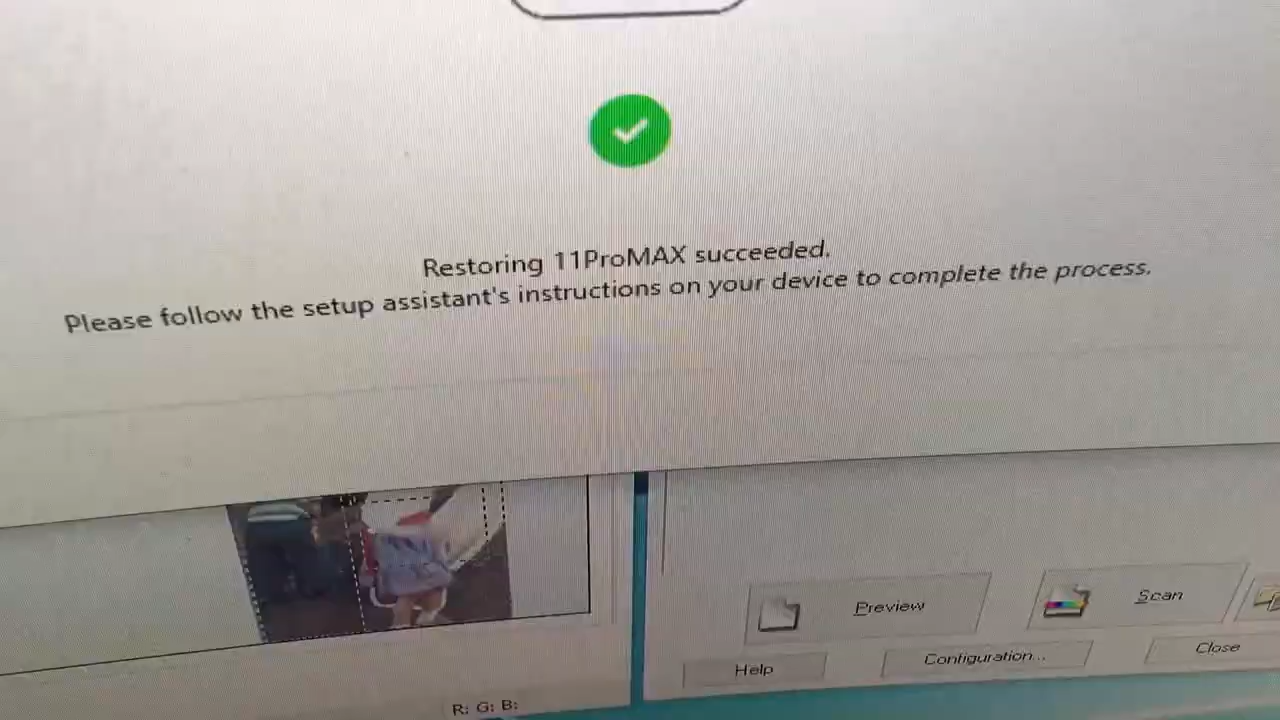 Restoring 11ProMAX succeeded.
Please follow the setup assistant's instructions on your device to complete the process.
Preview
Scan
Help
Configuration...
Close
R: G: B: